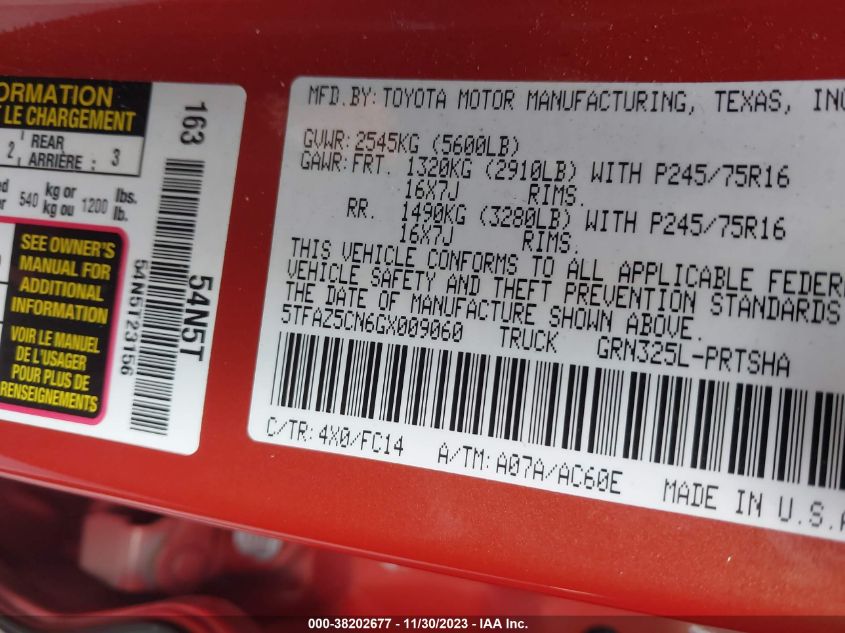 ORMATION
LE CHARGEMENT
2 REAR ARRIÈRE : 3
540 kg or kg ou 1200 lbs. lb.
SEE OWNER'S
MANUAL FOR
ADDITIONAL
INFORMATION
VOIR LE MANUEL
DE L'USAGER
POUR PLUS DE
RENSEIGNEMENTS
163
54N5T
54N5T23156
MFD.BY:TOYOTA MOTOR MANUFACTURING, TEXAS, INC
GVWR:2545KG (5600LB)
GAWR:FRT. 1320KG (2910LB) WITH P245/75R16
16X7J RIMS.
RR. 1490KG (3280LB) WITH P245/75R16
16X7J RIMS.
THIS VEHICLE CONFORMS TO ALL APPLICABLE FEDER
VEHICLE SAFETY AND THEFT PREVENTION STANDARDS
THE DATE OF MANUFACTURE SHOWN ABOVE.
5TFAZ5CN6GX009060 TRUCK GRN325L-PRTSHA
C/TR:4X0/FC14 A/TM:A07A/AC60E MADE IN U.S.A
000-38202677 - 11/30/2023 - IAA Inc.